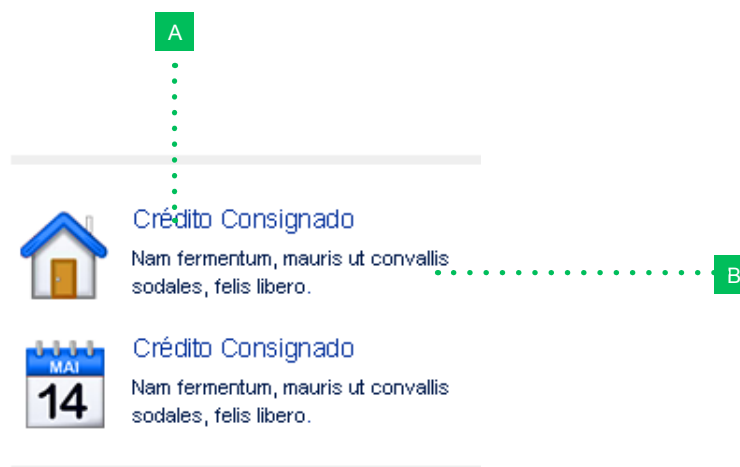 A
Crédito Consignado
Nam fermentum, mauris ut convallis
sodales, felis libero.
B
MAI
14
Crédito Consignado
Nam fermentum, mauris ut convallis
sodales, felis libero.